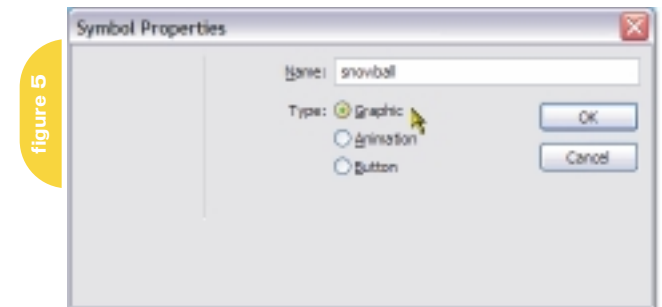 figure 5
Symbol Properties
Name: snowball
Type: Graphic
Animation
Button
OK
Cancel